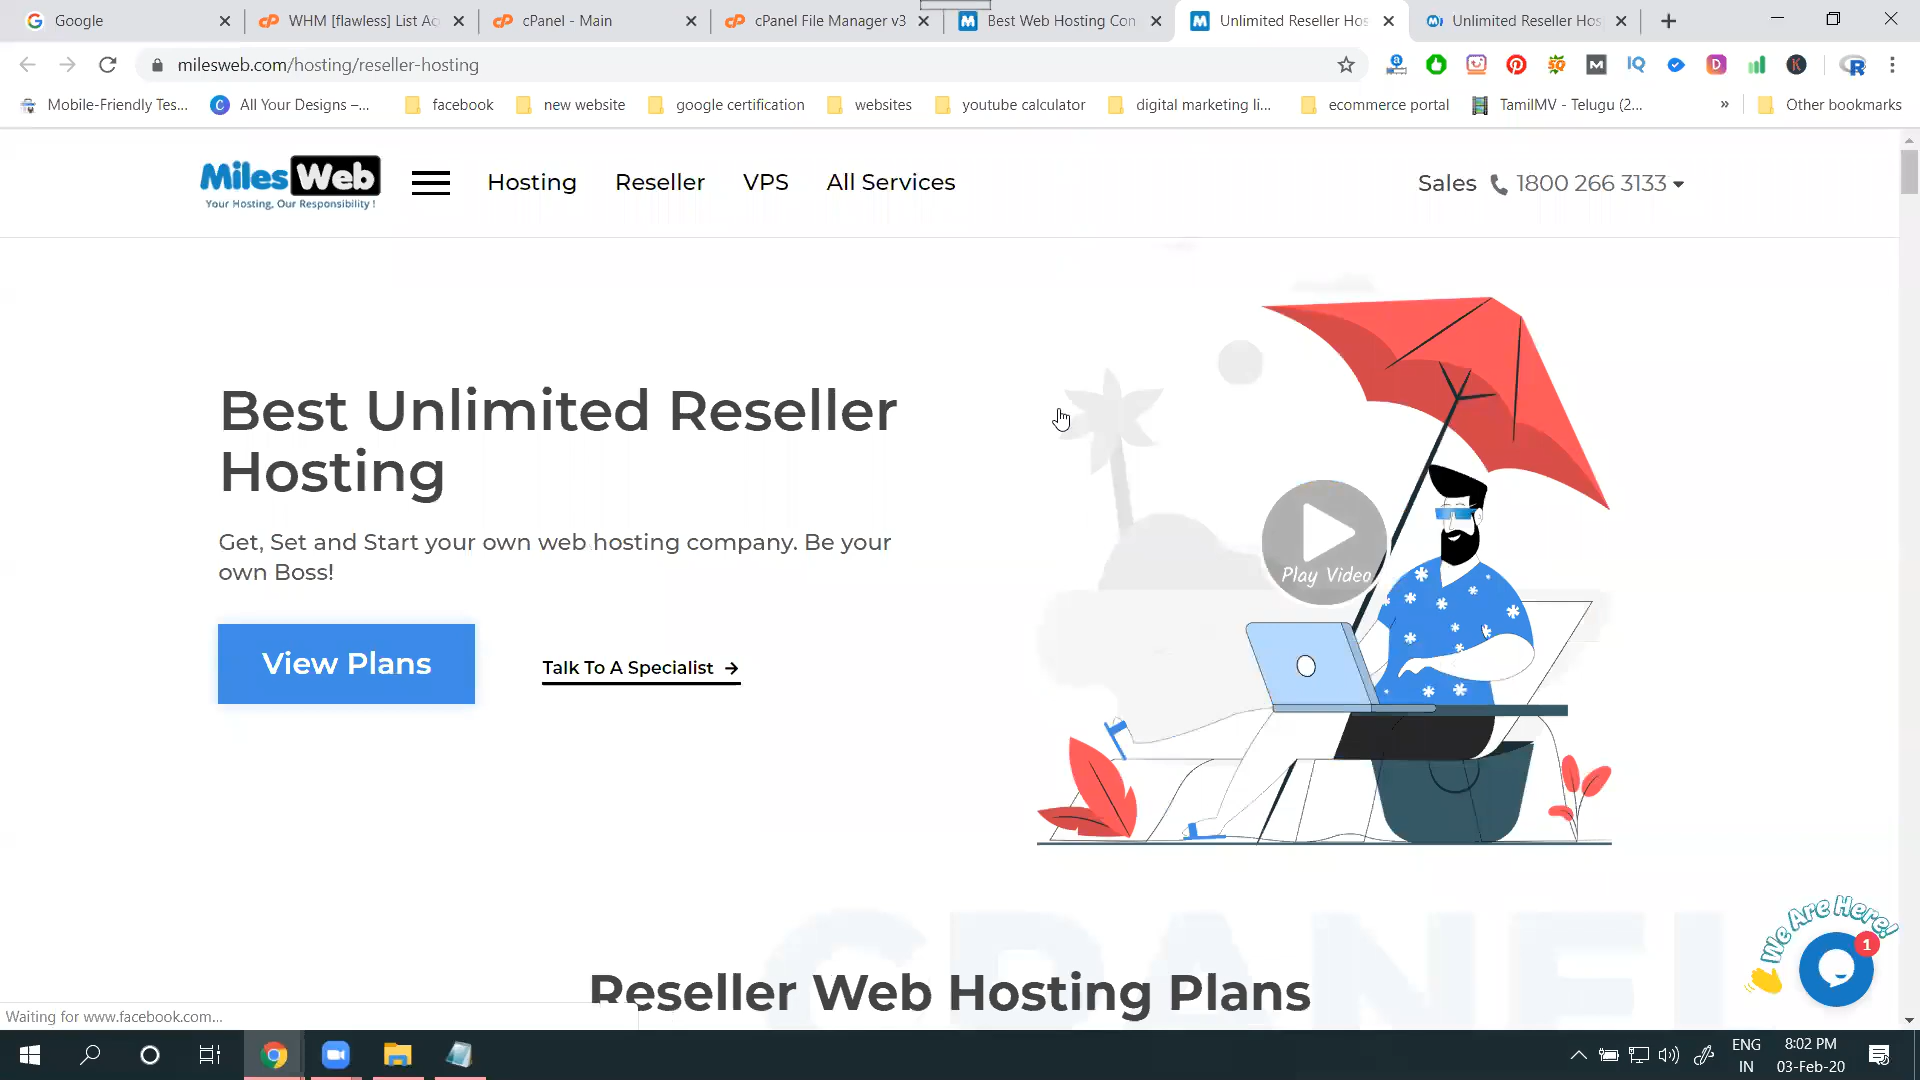 Google
WHM [flawless] List Ac
cPanel - Main
cPanel File Manager v3
Best Web Hosting Con
Unlimited Reseller Hos
Unlimited Reseller Hos
milesweb.com/hosting/reseller-hosting
Mobile-Friendly Tes...
All Your Designs –...
facebook
new website
google certification
websites
youtube calculator
digital marketing li...
ecommerce portal
TamilMV - Telugu (2...
»
Other bookmarks
MilesWeb
Your Hosting, Our Responsibility !
Hosting
Reseller
VPS
All Services
Sales 1800 266 3133
Best Unlimited Reseller
Hosting
Get, Set and Start your own web hosting company. Be your
own Boss!
View Plans
Talk To A Specialist →
Play Video
CPANEL
Reseller Web Hosting Plans
We Are Here!
1
Waiting for www.facebook.com...
ENG
IN
8:02 PM
03-Feb-20